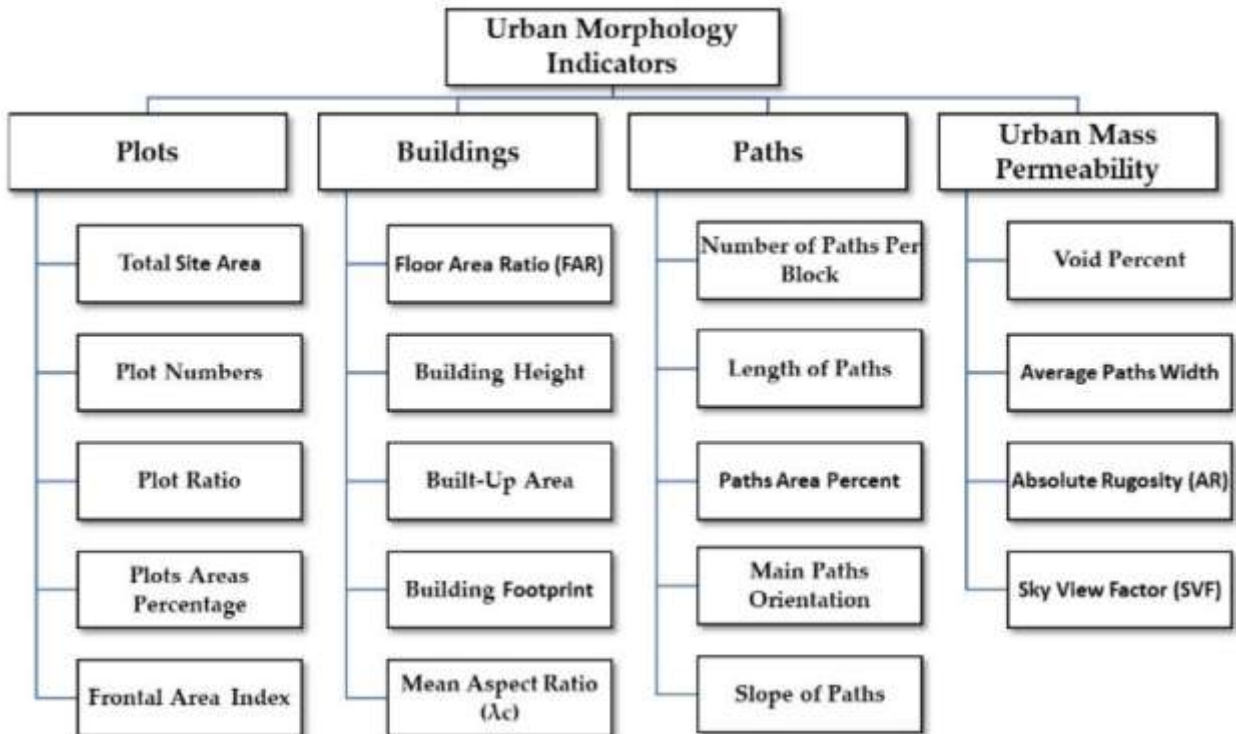 Urban Morphology
Indicators
Plots
Buildings
Paths
Urban Mass
Permeability
Total Site Area
Plot Numbers
Plot Ratio
Plots Areas
Percentage
Frontal Area Index
Floor Area Ratio (FAR)
Building Height
Built-Up Area
Building Footprint
Mean Aspect Ratio
(λc)
Number of Paths Per
Block
Length of Paths
Paths Area Percent
Main Paths
Orientation
Slope of Paths
Void Percent
Average Paths Width
Absolute Rugosity (AR)
Sky View Factor (SVF)